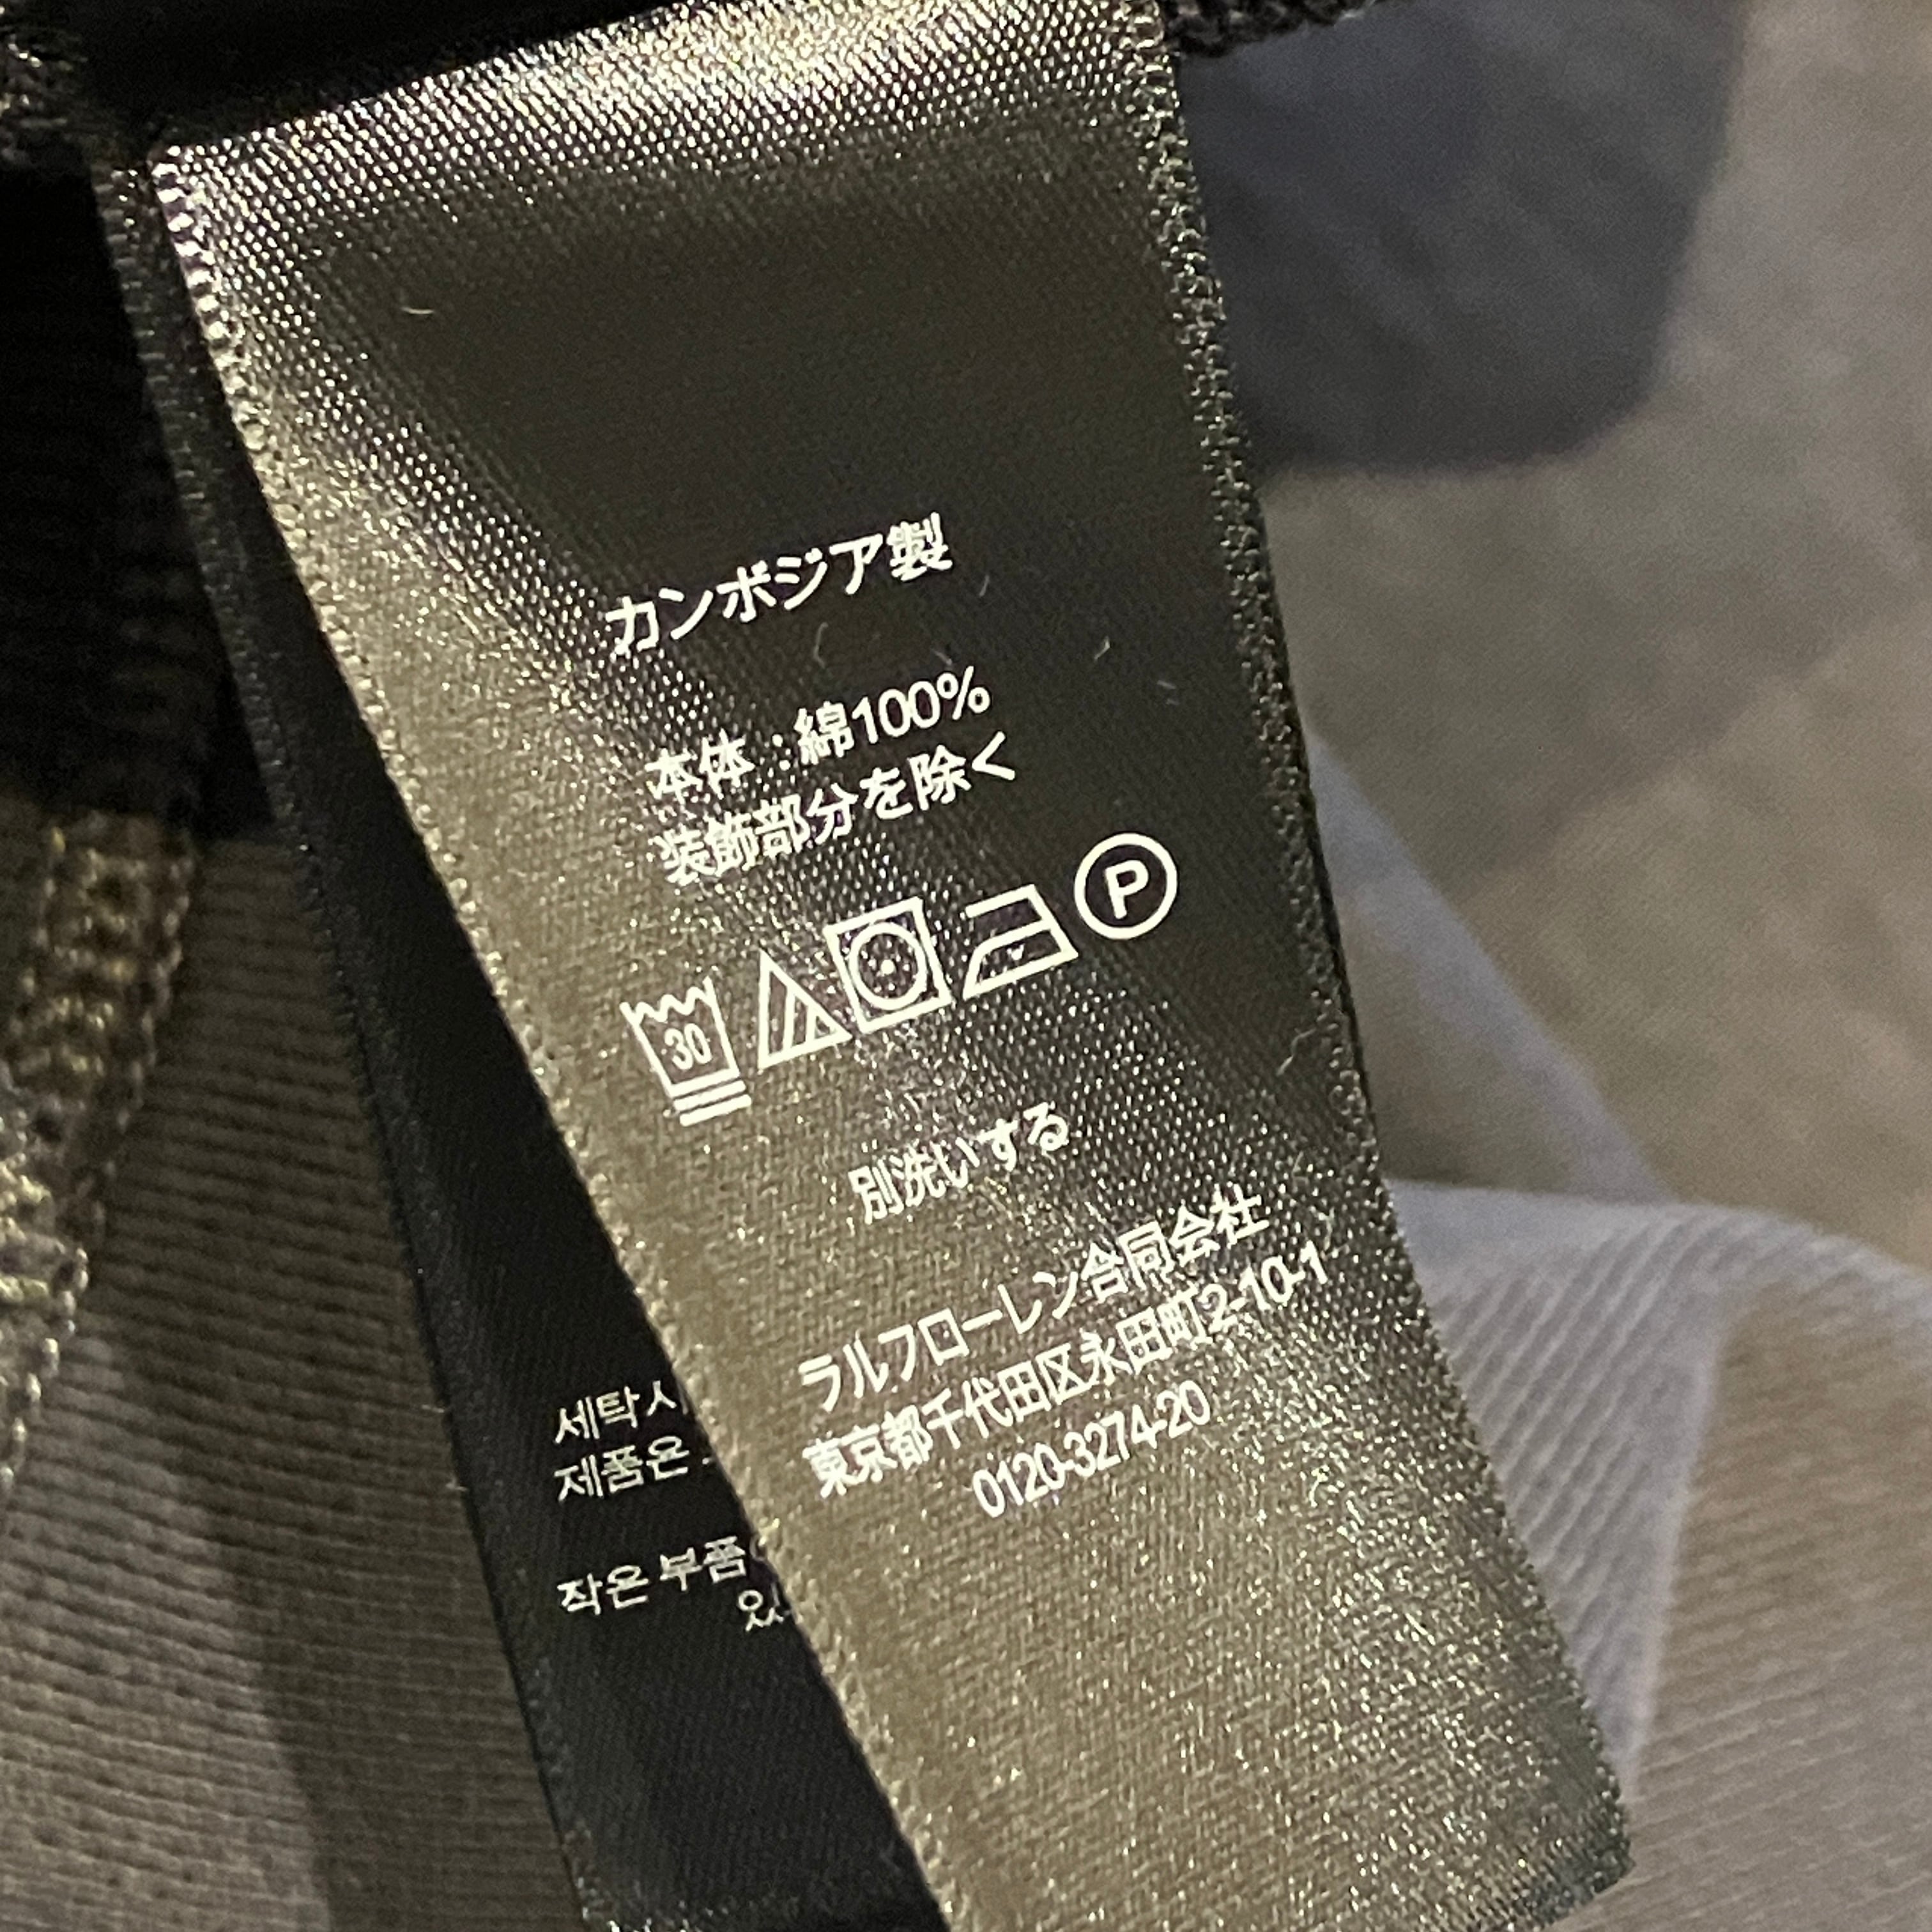 カンボジア製
本体：綿100%
装飾部分を除く
30
P
別洗いする
ラルフローレン合同会社
東京都千代田区永田町2-10-1
0120-3274-20
세탁시
제품은
작은 부품